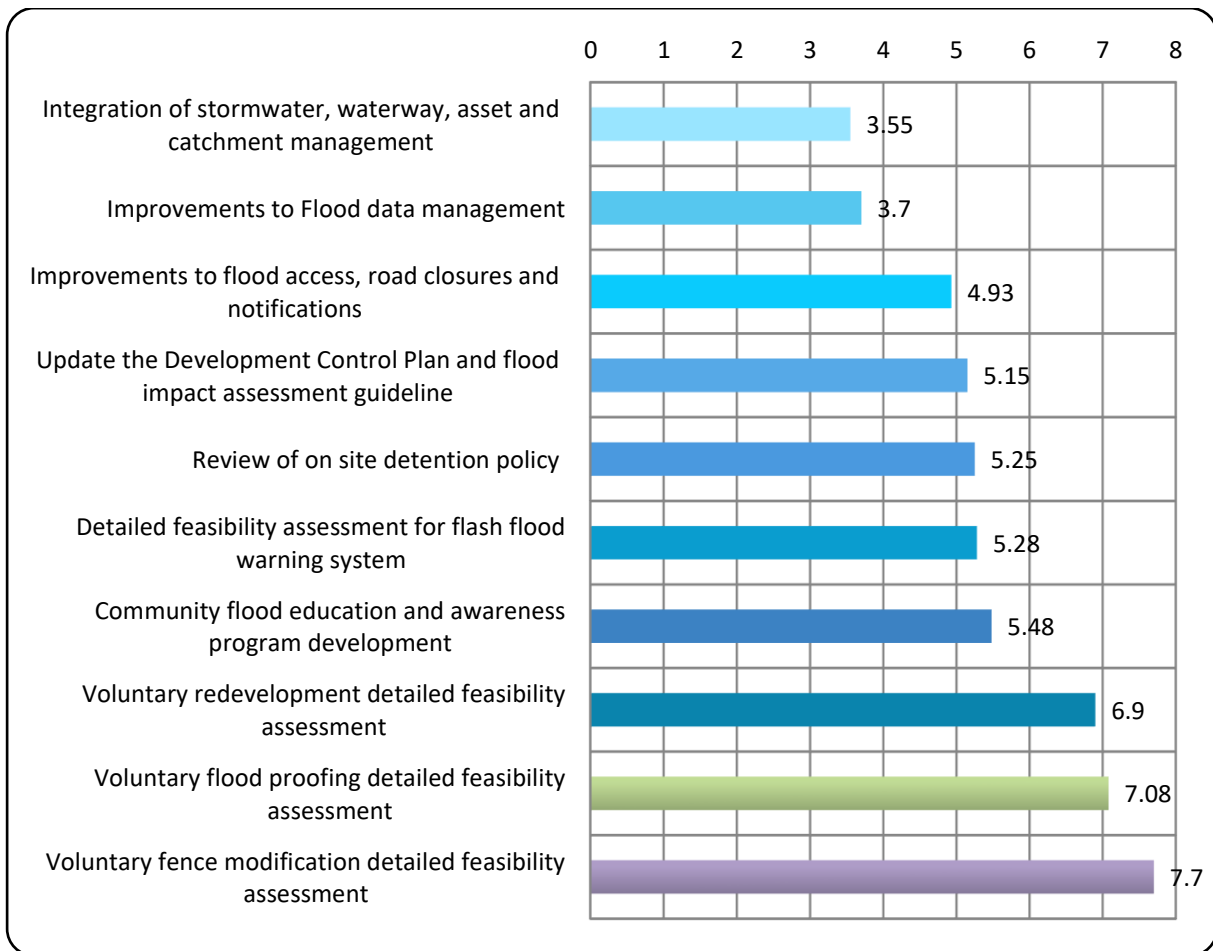 0 1 2 3 4 5 6 7 8
Integration of stormwater, waterway, asset and
catchment management
3.55
Improvements to Flood data management
3.7
Improvements to flood access, road closures and
notifications
4.93
Update the Development Control Plan and flood
impact assessment guideline
5.15
Review of on site detention policy
5.25
Detailed feasibility assessment for flash flood
warning system
5.28
Community flood education and awareness
program development
5.48
Voluntary redevelopment detailed feasibility
assessment
6.9
Voluntary flood proofing detailed feasibility
assessment
7.08
Voluntary fence modification detailed feasibility
assessment
7.7